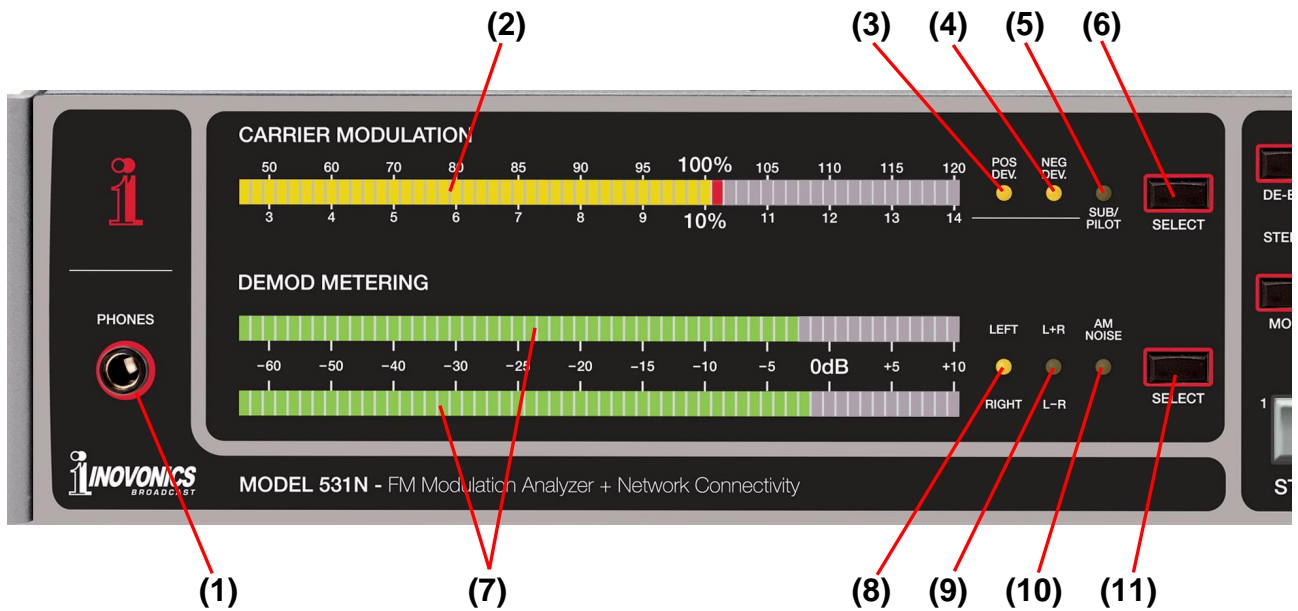 (2) (3) (4) (5) (6)
CARRIER MODULATION
50 60 70 80 85 90 95 100% 105 110 115 120
3 4 5 6 7 8 9 10% 11 12 13 14
POS DEV.
NEG DEV.
SUB/
PILOT
SELECT
DEMOD METERING
-60 -50 -40 -30 -25 -20 -15 -10 -5 0dB +5 +10
LEFT L+R AM NOISE
RIGHT L-R
SELECT
PHONES
INOVONICS
BROADCAST
MODEL 531N - FM Modulation Analyzer + Network Connectivity
1
(1) (7) (8) (9) (10) (11)